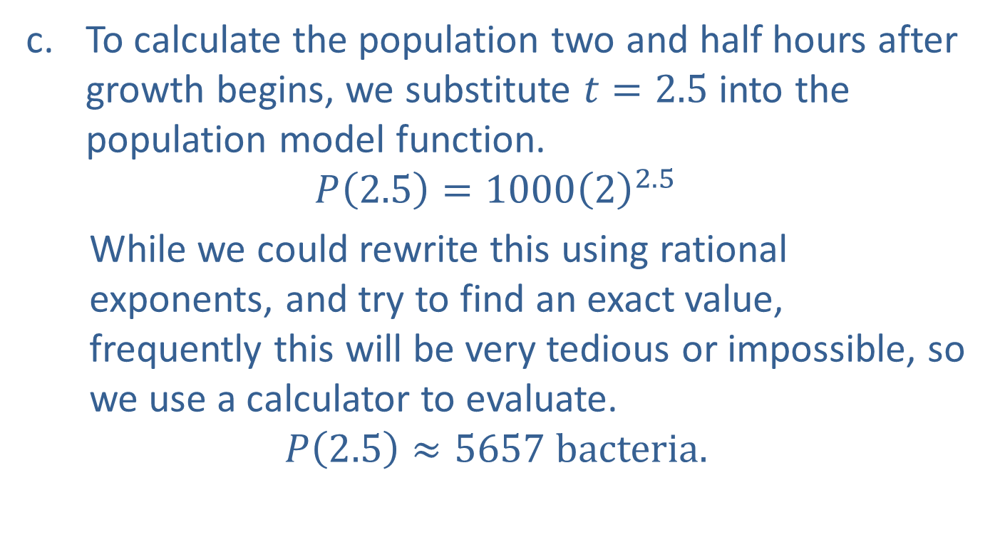 c. To calculate the population two and half hours after
growth begins, we substitute t = 2.5 into the
population model function.
P(2.5) = 1000(2)^2.5
While we could rewrite this using rational
exponents, and try to find an exact value,
frequently this will be very tedious or impossible, so
we use a calculator to evaluate.
P(2.5) ≈ 5657 bacteria.